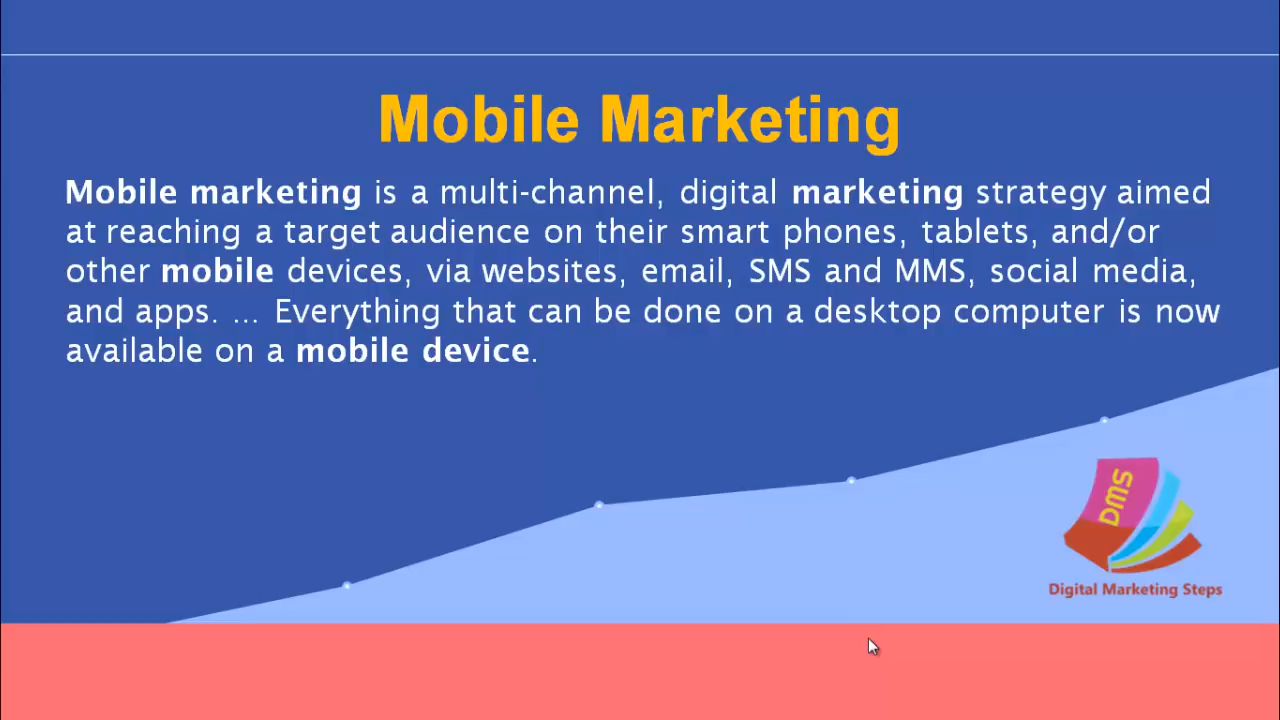 Mobile Marketing
Mobile marketing is a multi-channel, digital marketing strategy aimed
at reaching a target audience on their smart phones, tablets, and/or
other mobile devices, via websites, email, SMS and MMS, social media,
and apps. ... Everything that can be done on a desktop computer is now
available on a mobile device.
DMS
Digital Marketing Steps